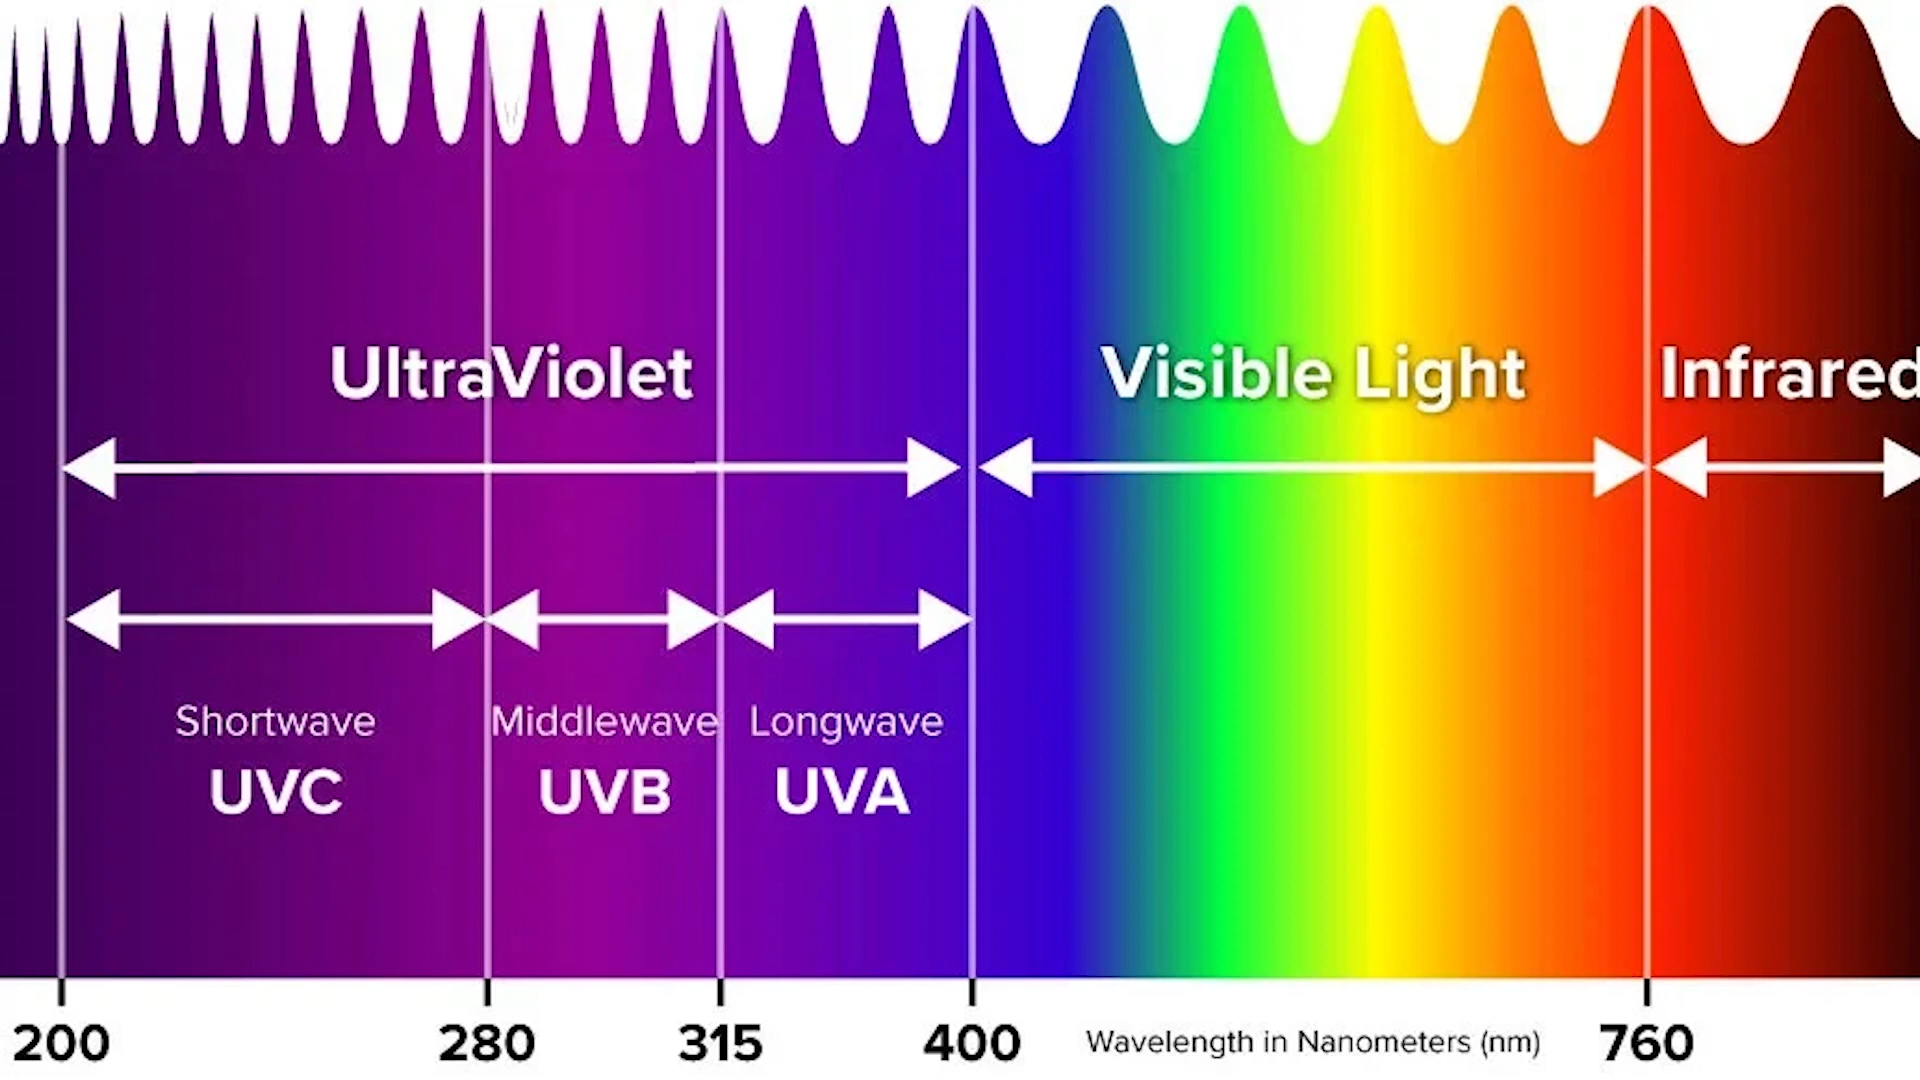 UltraViolet
Visible Light
Infrared
Shortwave
UVC
Middlewave
UVB
Longwave
UVA
200
280
315
400
Wavelength in Nanometers (nm)
760